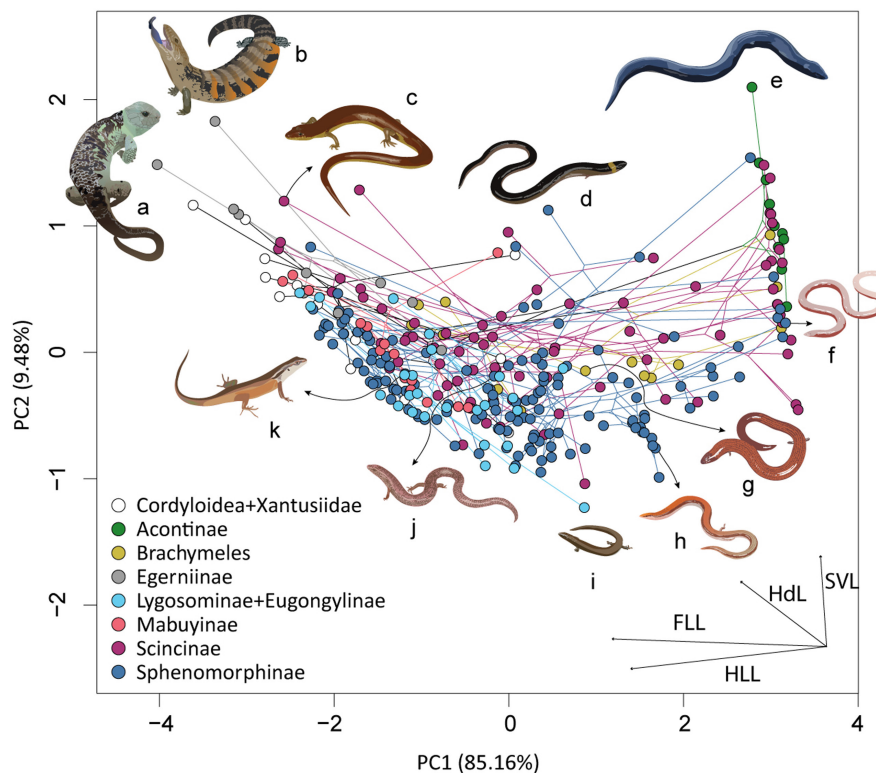 b
c
e
2
d
a
1
f
PC2 (9.48%)
0
k
g
−1
j
h
i
Cordyloidea+Xantusiidae
Acontinae
Brachymeles
Egerniinae
Lygosominae+Eugongylinae
Mabuyinae
Scincinae
Sphenomorphinae
−2
SVL
HdL
FLL
HLL
−4
−2
0
2
4
PC1 (85.16%)